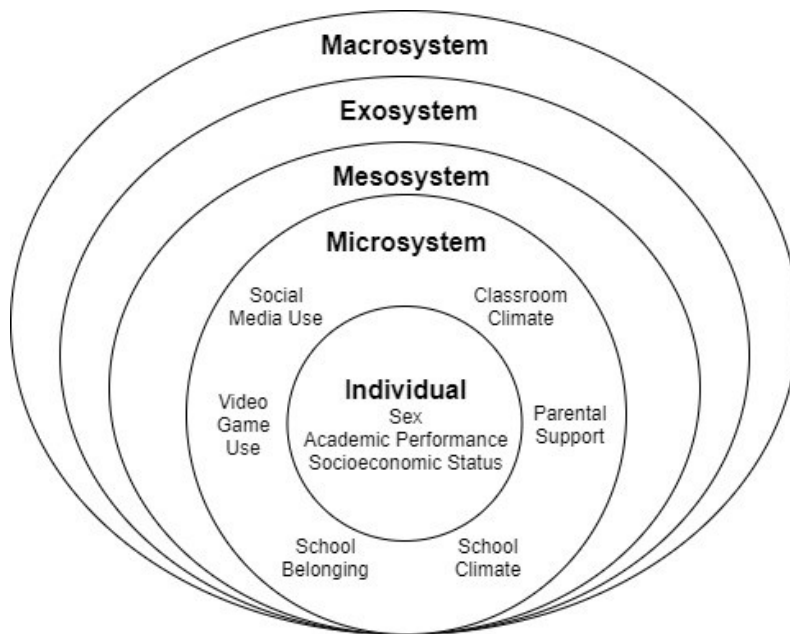 Macrosystem
Exosystem
Mesosystem
Microsystem
Social
Media Use
Classroom
Climate
Individual
Sex
Academic Performance
Socioeconomic Status
Video
Game
Use
Parental
Support
School
Belonging
School
Climate